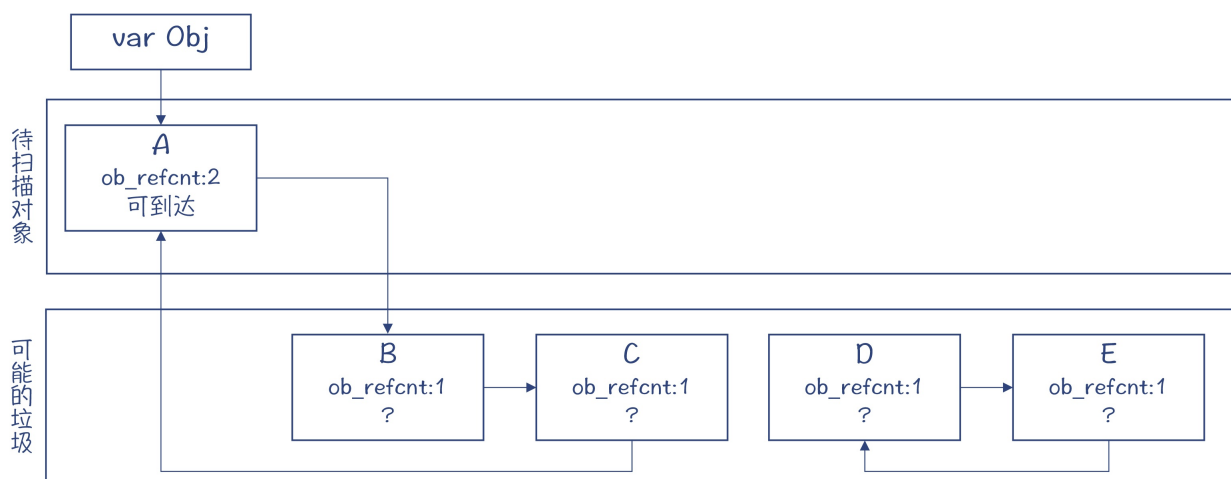 var Obj
待扫描对象
A
ob_refcnt:2
可到达
可能的垃圾
B
ob_refcnt:1
?
C
ob_refcnt:1
?
D
ob_refcnt:1
?
E
ob_refcnt:1
?